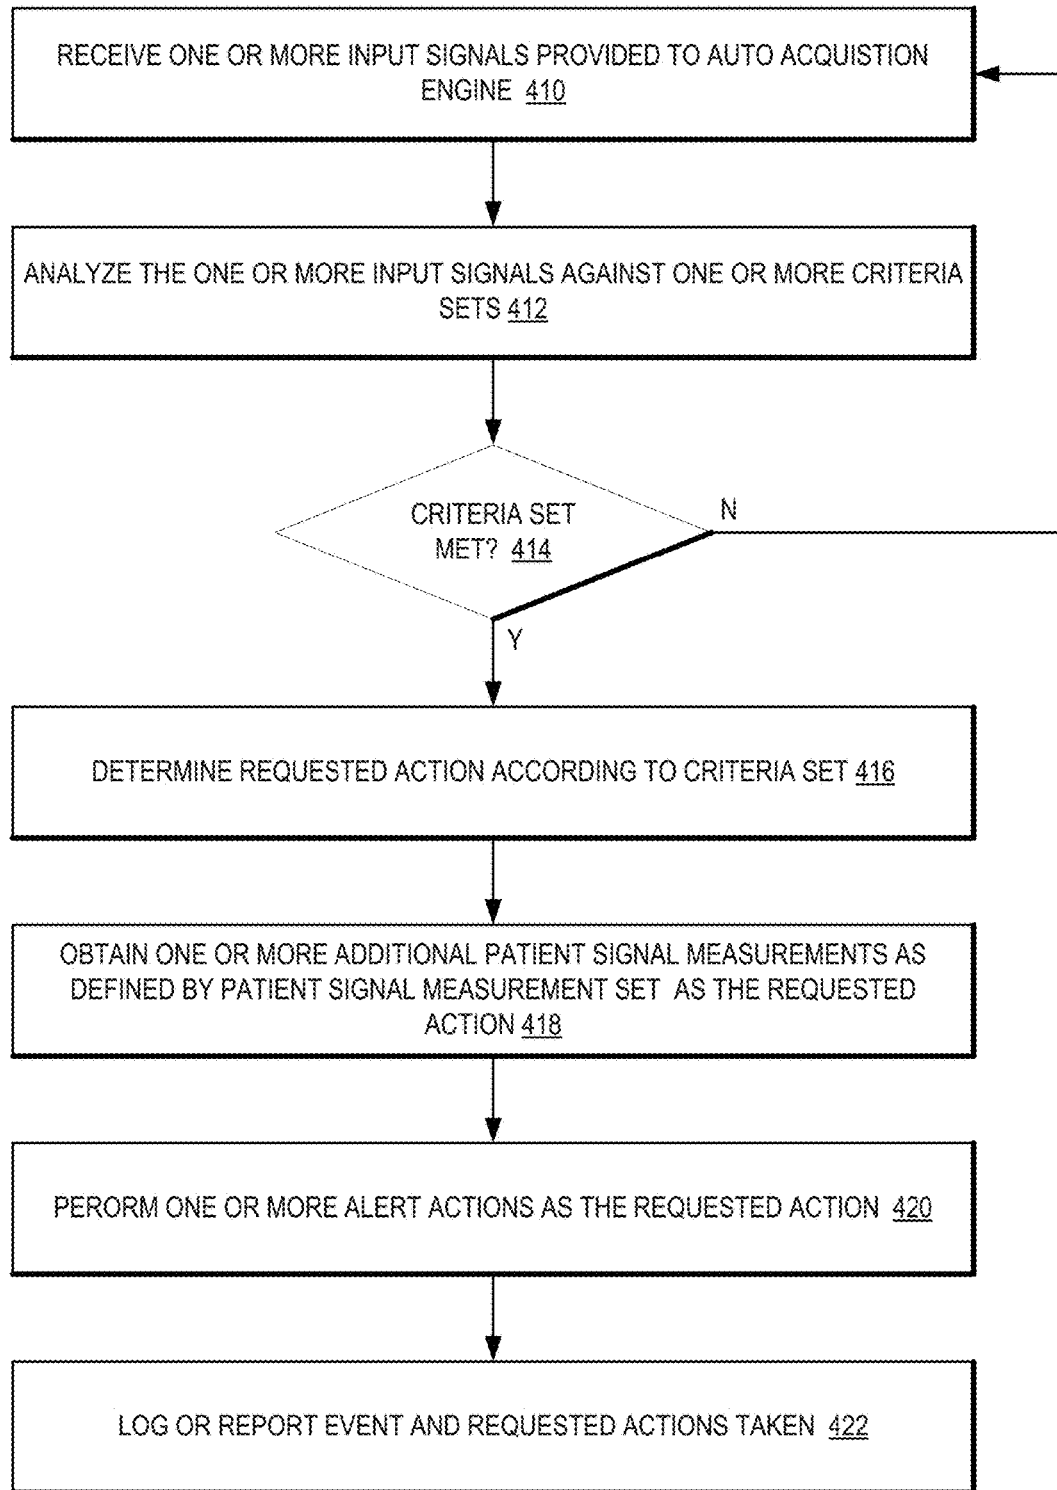 RECEIVE ONE OR MORE INPUT SIGNALS PROVIDED TO AUTO ACQUISTION
ENGINE 410
ANALYZE THE ONE OR MORE INPUT SIGNALS AGAINST ONE OR MORE CRITERIA
SETS 412
CRITERIA SET
MET? 414
N
Y
DETERMINE REQUESTED ACTION ACCORDING TO CRITERIA SET 416
OBTAIN ONE OR MORE ADDITIONAL PATIENT SIGNAL MEASUREMENTS AS
DEFINED BY PATIENT SIGNAL MEASUREMENT SET AS THE REQUESTED
ACTION 418
PERORM ONE OR MORE ALERT ACTIONS AS THE REQUESTED ACTION 420
LOG OR REPORT EVENT AND REQUESTED ACTIONS TAKEN 422